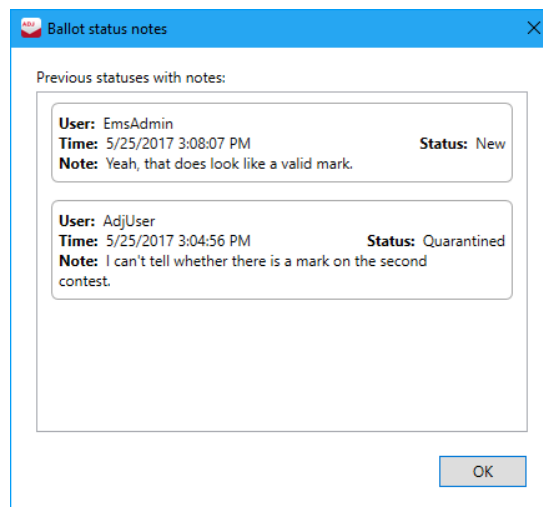 ADJ
Ballot status notes
Previous statuses with notes:
User: EmsAdmin
Time: 5/25/2017 3:08:07 PM Status: New
Note: Yeah, that does look like a valid mark.
User: AdjUser
Time: 5/25/2017 3:04:56 PM Status: Quarantined
Note: I can't tell whether there is a mark on the second
contest.
OK